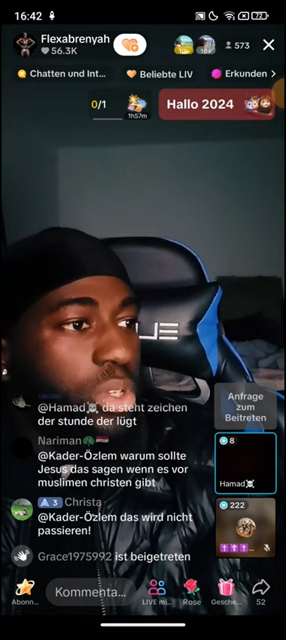 16:42
72
Flexabrenyah
56.3K
573
Chatten und Int...
Beliebte LIV
Erkunden
0/1
1h57m
Hallo 2024
@Hamad☠️ da steht zeichen
der stunde der lügt
Anfrage
zum
Beitreten
Nariman
@Kader-Özlem warum sollte
Jesus das sagen wenn es vor
muslimen christen gibt
8
Hamad☠️
3 Christa
@Kader-Özlem das wird nicht
passieren!
222
Grace1975992 ist beigetreten
Abonn...
Kommenta...
LIVE mi...
Rose
Gesche...
52